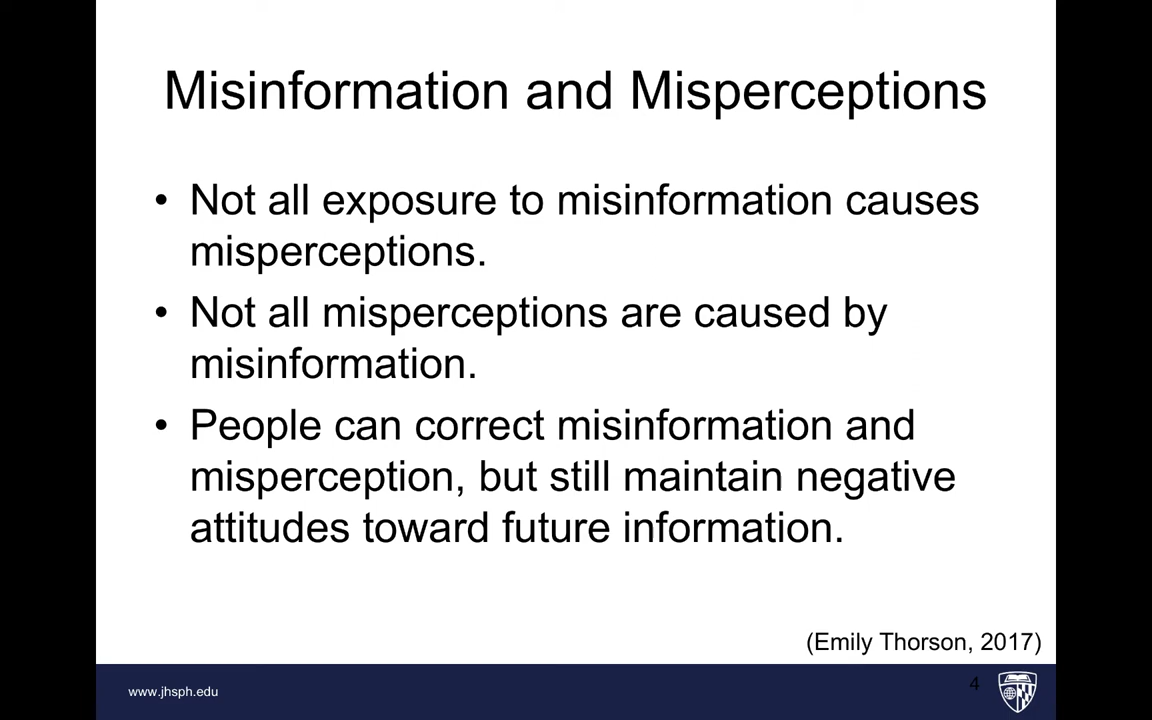 Misinformation and Misperceptions
• Not all exposure to misinformation causes
misperceptions.
• Not all misperceptions are caused by
misinformation.
• People can correct misinformation and
misperception, but still maintain negative
attitudes toward future information.
(Emily Thorson, 2017)
www.jhsph.edu
4